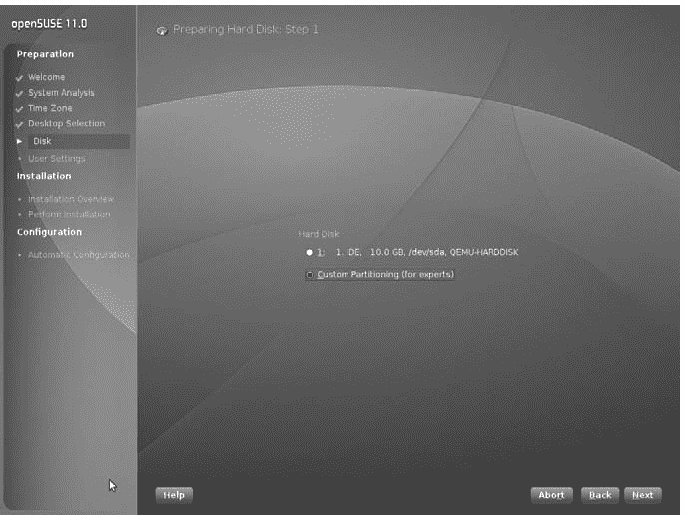 openSUSE 11.0
Preparation
Welcome
System Analysis
Time Zone
Desktop Selection
Disk
User Settings
Installation
Installation Overview
Perform Installation
Configuration
Automatic Configuration
Preparing Hard Disk: Step 1
Hard Disk
1: 1. IDE, 10.0 GB, /dev/sda, QEMU-HARDDISK
Custom Partitioning (for experts)
Help
Abort
Back
Next